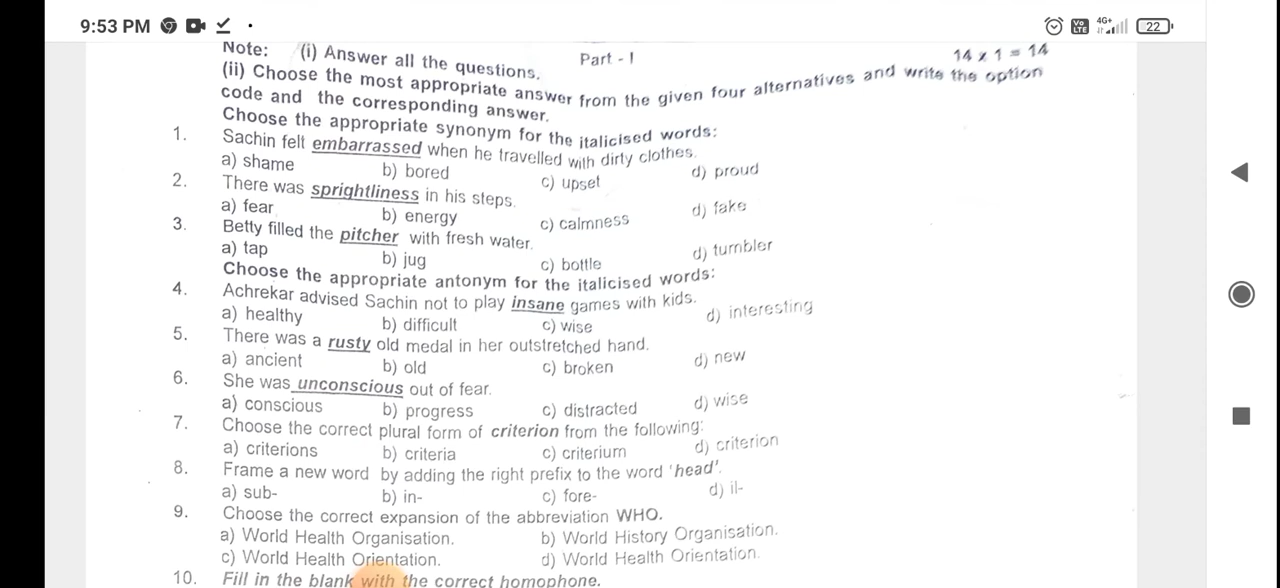 9:53 PM
4G+
Vo LTE
22
Part - I
14 x 1 = 14
Note: (i) Answer all the questions.
(ii) Choose the most appropriate answer from the given four alternatives and write the option
code and the corresponding answer.
Choose the appropriate synonym for the italicised words:
1. Sachin felt embarrassed when he travelled with dirty clothes.
a) shame b) bored c) upset d) proud
2. There was sprightliness in his steps.
a) fear b) energy c) calmness d) fake
3. Betty filled the pitcher with fresh water.
a) tap b) jug c) bottle d) tumbler
Choose the appropriate antonym for the italicised words:
4. Achrekar advised Sachin not to play insane games with kids.
a) healthy b) difficult c) wise d) interesting
5. There was a rusty old medal in her outstretched hand.
a) ancient b) old c) broken d) new
6. She was unconscious out of fear.
a) conscious b) progress c) distracted d) wise
7. Choose the correct plural form of criterion from the following:
a) criterions b) criteria c) criterium d) criterion
8. Frame a new word by adding the right prefix to the word 'head'.
a) sub- b) in- c) fore- d) il-
9. Choose the correct expansion of the abbreviation WHO.
a) World Health Organisation. b) World History Organisation.
c) World Health Orientation. d) World Health Orientation.
10. Fill in the blank with the correct homophone.